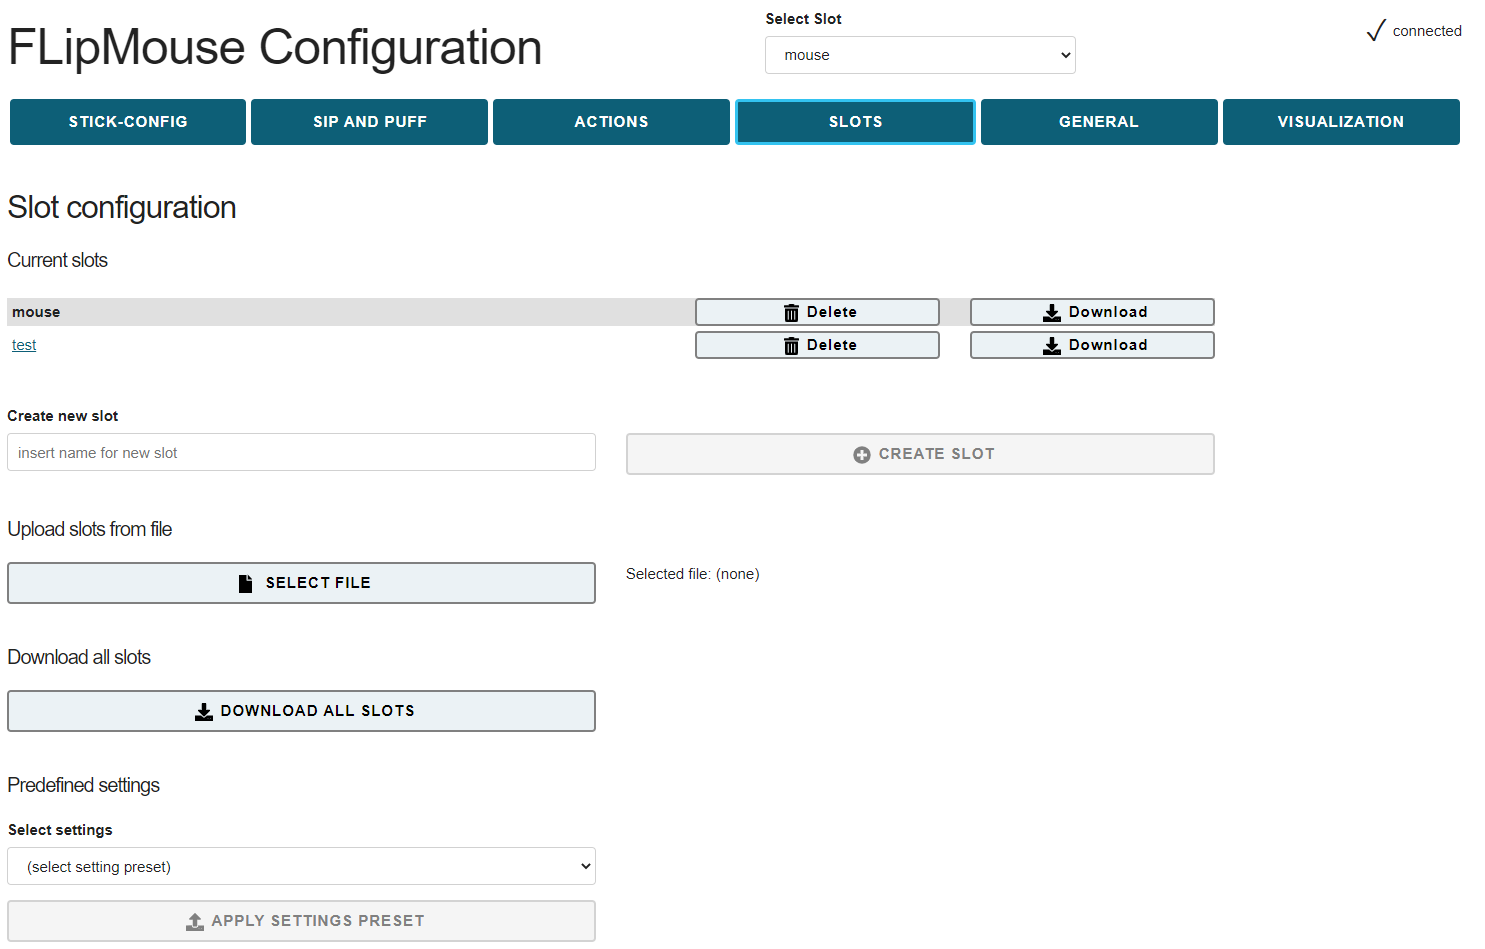 FLipMouse Configuration
Select Slot
mouse
connected
STICK-CONFIG
SIP AND PUFF
ACTIONS
SLOTS
GENERAL
VISUALIZATION
Slot configuration
Current slots
mouse
Delete
Download
test
Delete
Download
Create new slot
insert name for new slot
CREATE SLOT
Upload slots from file
SELECT FILE
Selected file: (none)
Download all slots
DOWNLOAD ALL SLOTS
Predefined settings
Select settings
(select setting preset)
APPLY SETTINGS PRESET